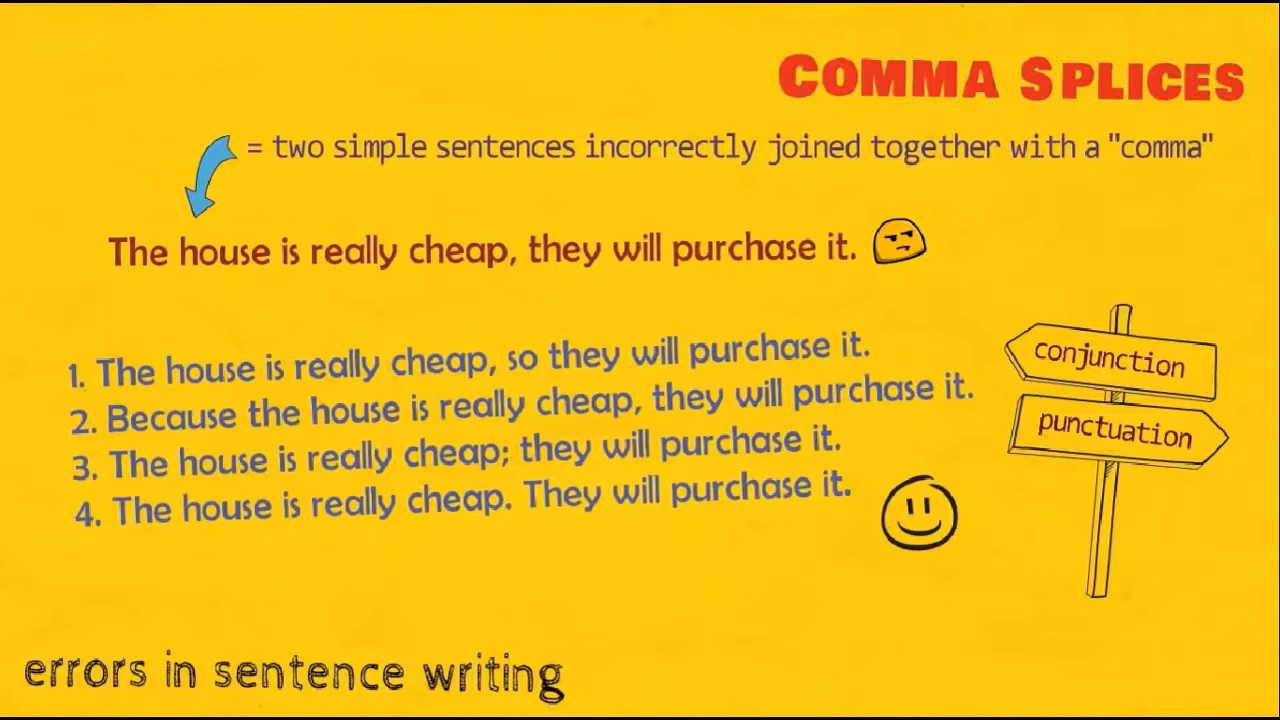 COMMA SPLICES
= two simple sentences incorrectly joined together with a "comma"
The house is really cheap, they will purchase it.
1. The house is really cheap, so they will purchase it.
2. Because the house is really cheap, they will purchase it.
3. The house is really cheap; they will purchase it.
4. The house is really cheap. They will purchase it.
conjunction
punctuation
errors in sentence writing